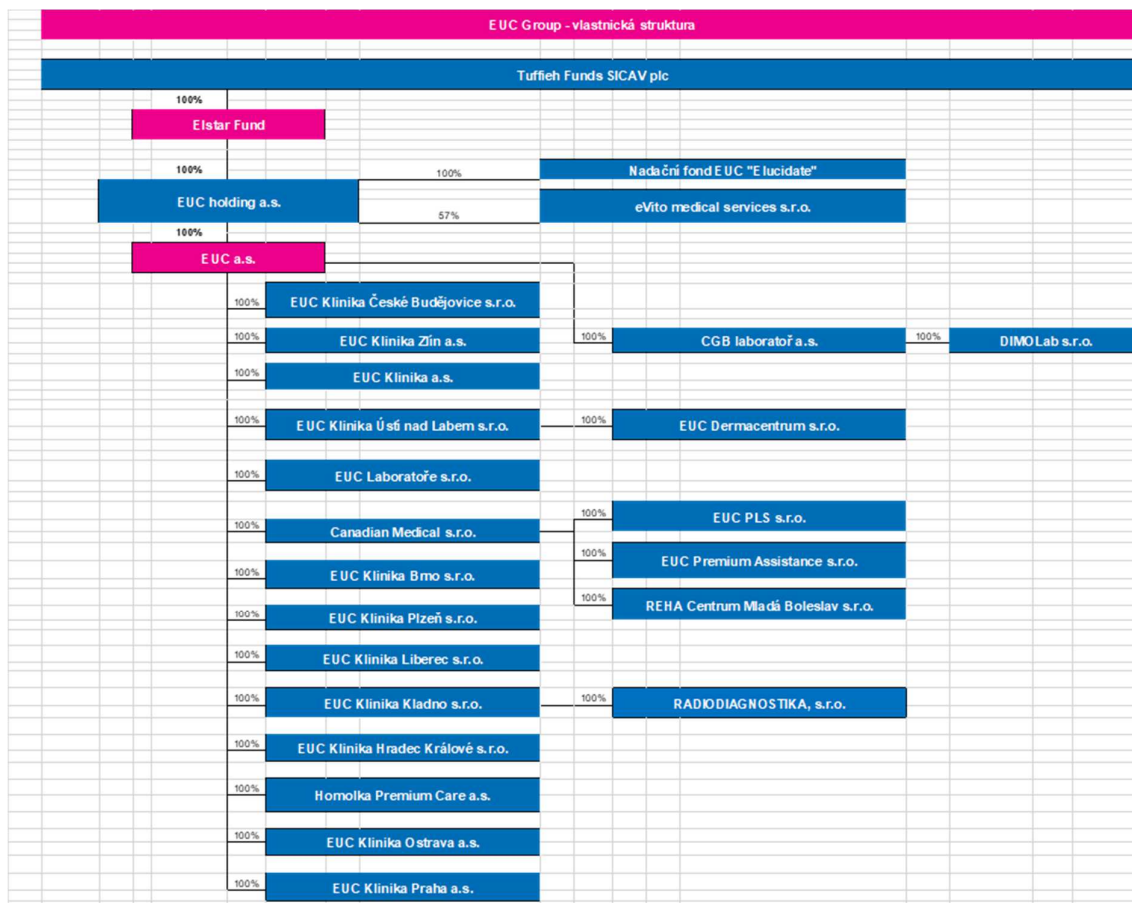 EUC Group - vlastnická struktura
Tuffieh Funds SICAV plc
100%
Elstar Fund
100%
100%
Nadační fond EUC "Elucidate"
EUC holding a.s.
57%
eVito medical services s.r.o.
100%
EUC a.s.
100%
EUC Klinika České Budějovice s.r.o.
100%
EUC Klinika Zlín a.s.
100%
CGB laboratoř a.s.
100%
DIMOLab s.r.o.
100%
EUC Klinika a.s.
100%
EUC Klinika Ústí nad Labem s.r.o.
100%
EUC Dermacentrum s.r.o.
100%
EUC Laboratoře s.r.o.
100%
EUC PLS s.r.o.
100%
Canadian Medical s.r.o.
100%
EUC Premium Assistance s.r.o.
100%
EUC Klinika Brno s.r.o.
100%
REHA Centrum Mladá Boleslav s.r.o.
100%
EUC Klinika Plzeň s.r.o.
100%
EUC Klinika Liberec s.r.o.
100%
EUC Klinika Kladno s.r.o.
100%
RADIODIAGNOSTIKA, s.r.o.
100%
EUC Klinika Hradec Králové s.r.o.
100%
Homolka Premium Care a.s.
100%
EUC Klinika Ostrava a.s.
100%
EUC Klinika Praha a.s.